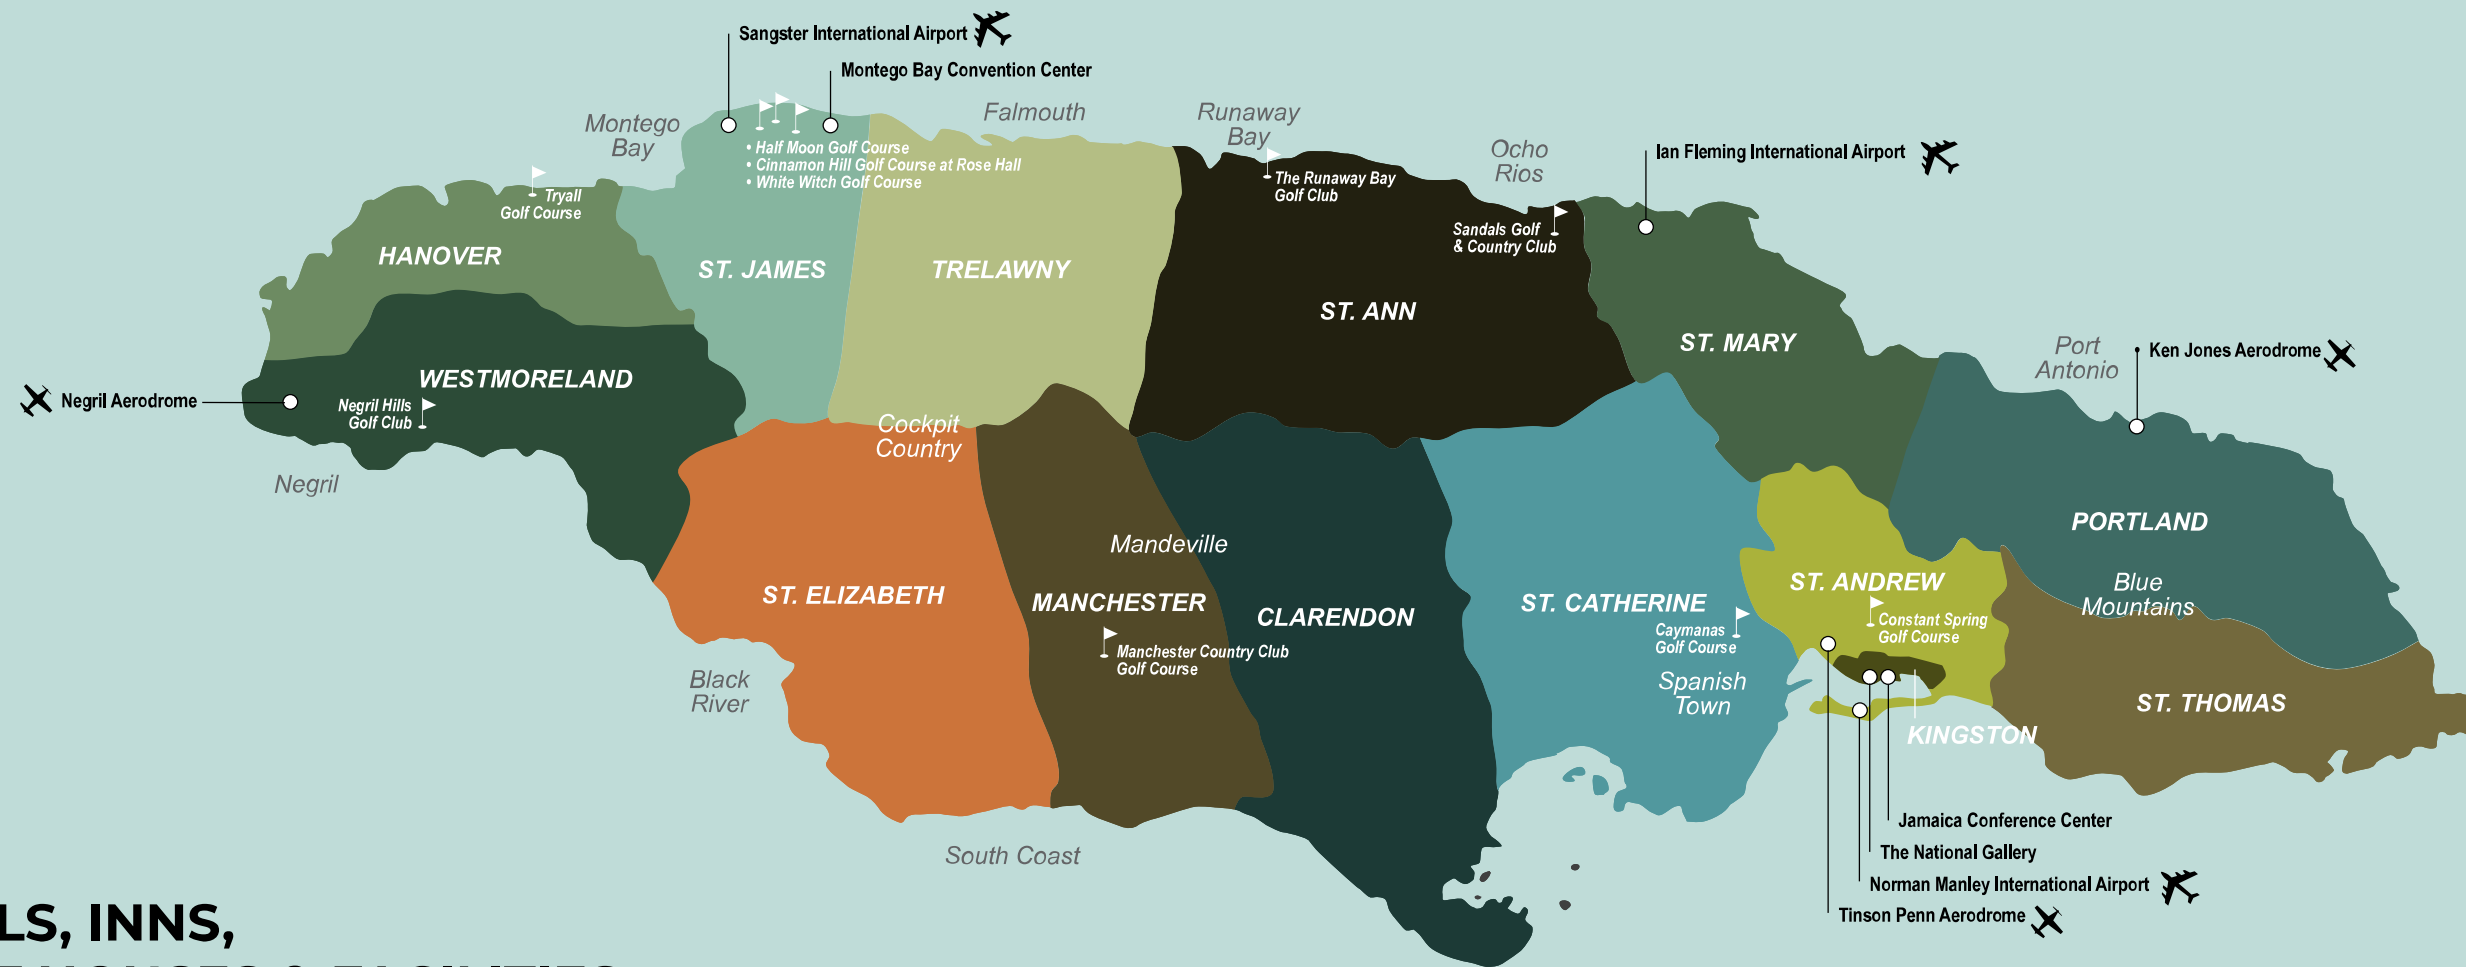 Sangster International Airport
Montego Bay Convention Center
Montego
Bay
Falmouth
Runaway
Bay
Ocho
Rios
Ian Fleming International Airport
• Half Moon Golf Course
• Cinnamon Hill Golf Course at Rose Hall
• White Witch Golf Course
Tryall
Golf Course
The Runaway Bay
Golf Club
Sandals Golf
& Country Club
HANOVER
ST. JAMES
TRELAWNY
ST. ANN
ST. MARY
Port
Antonio
Ken Jones Aerodrome
WESTMORELAND
Negril Aerodrome
Negril Hills
Golf Club
Cockpit
Country
Negril
Mandeville
PORTLAND
ST. ELIZABETH
MANCHESTER
CLARENDON
ST. CATHERINE
ST. ANDREW
Blue
Mountains
Constant Spring
Golf Course
Caymanas
Golf Course
Manchester Country Club
Golf Course
Black
River
Spanish
Town
ST. THOMAS
KINGSTON
South Coast
Jamaica Conference Center
The National Gallery
Norman Manley International Airport
Tinson Penn Aerodrome
LS, INNS,